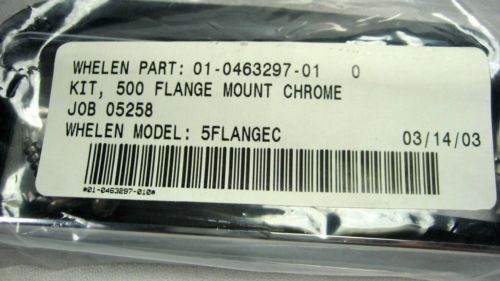 WHELEN PART: 01-0463297-01 0
KIT, 500 FLANGE MOUNT CHROME
JOB 05258
WHELEN MODEL: 5FLANGEC 03/14/03
*01-0463297-010*